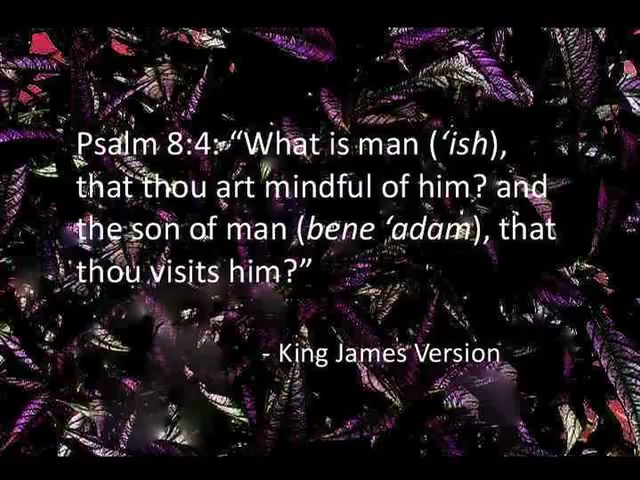 Psalm 8:4: “What is man (‘ish),
that thou art mindful of him? and
the son of man (bene ‘adam), that
thou visits him?”
- King James Version